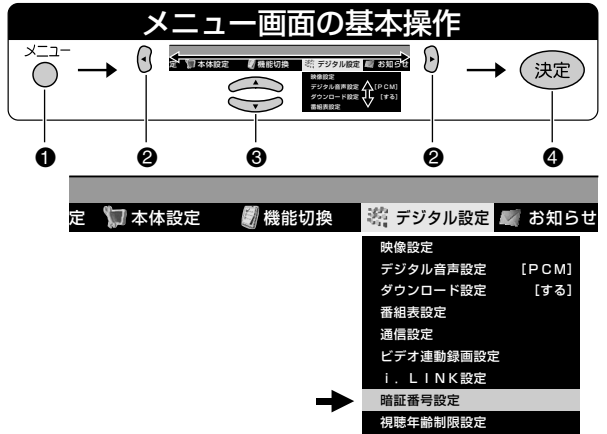 メニュー画面の基本操作
メニュー
定 本体設定 機能切換 デジタル設定 お知らせ
映像設定
デジタル音声設定 [PCM]
ダウンロード設定 [する]
番組表設定
決定
❶ ❷ ❸ ❷ ❹
定 本体設定 機能切換 デジタル設定 お知らせ
映像設定
デジタル音声設定 [PCM]
ダウンロード設定 [する]
番組表設定
通信設定
ビデオ連動録画設定
i.LINK設定
暗証番号設定
視聴年齢制限設定